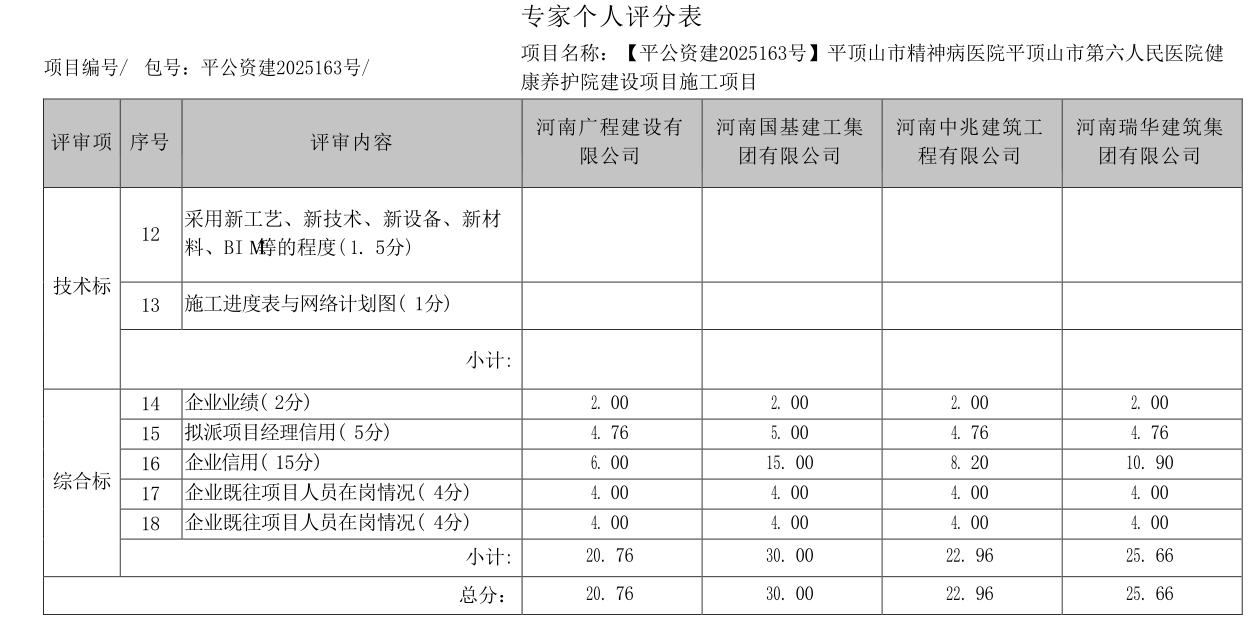 专家个人评分表
项目编号/ 包号：平公资建2025163号/
项目名称：【平公资建2025163号】平顶山市精神病医院平顶山市第六人民医院健
康养护院建设项目施工项目
评审项 序号 评审内容 河南广程建设有限公司 河南国基建工集团有限公司 河南中兆建筑工程有限公司 河南瑞华建筑集团有限公司
技术标
12 采用新工艺、新技术、新设备、新材
料、BIM等的程度(1.5分)
13 施工进度表与网络计划图(1分)
小计:
综合标
14 企业业绩(2分) 2.00 2.00 2.00 2.00
15 拟派项目经理信用(5分) 4.76 5.00 4.76 4.76
16 企业信用(15分) 6.00 15.00 8.20 10.90
17 企业既往项目人员在岗情况(4分) 4.00 4.00 4.00 4.00
18 企业既往项目人员在岗情况(4分) 4.00 4.00 4.00 4.00
小计: 20.76 30.00 22.96 25.66
总分： 20.76 30.00 22.96 25.66